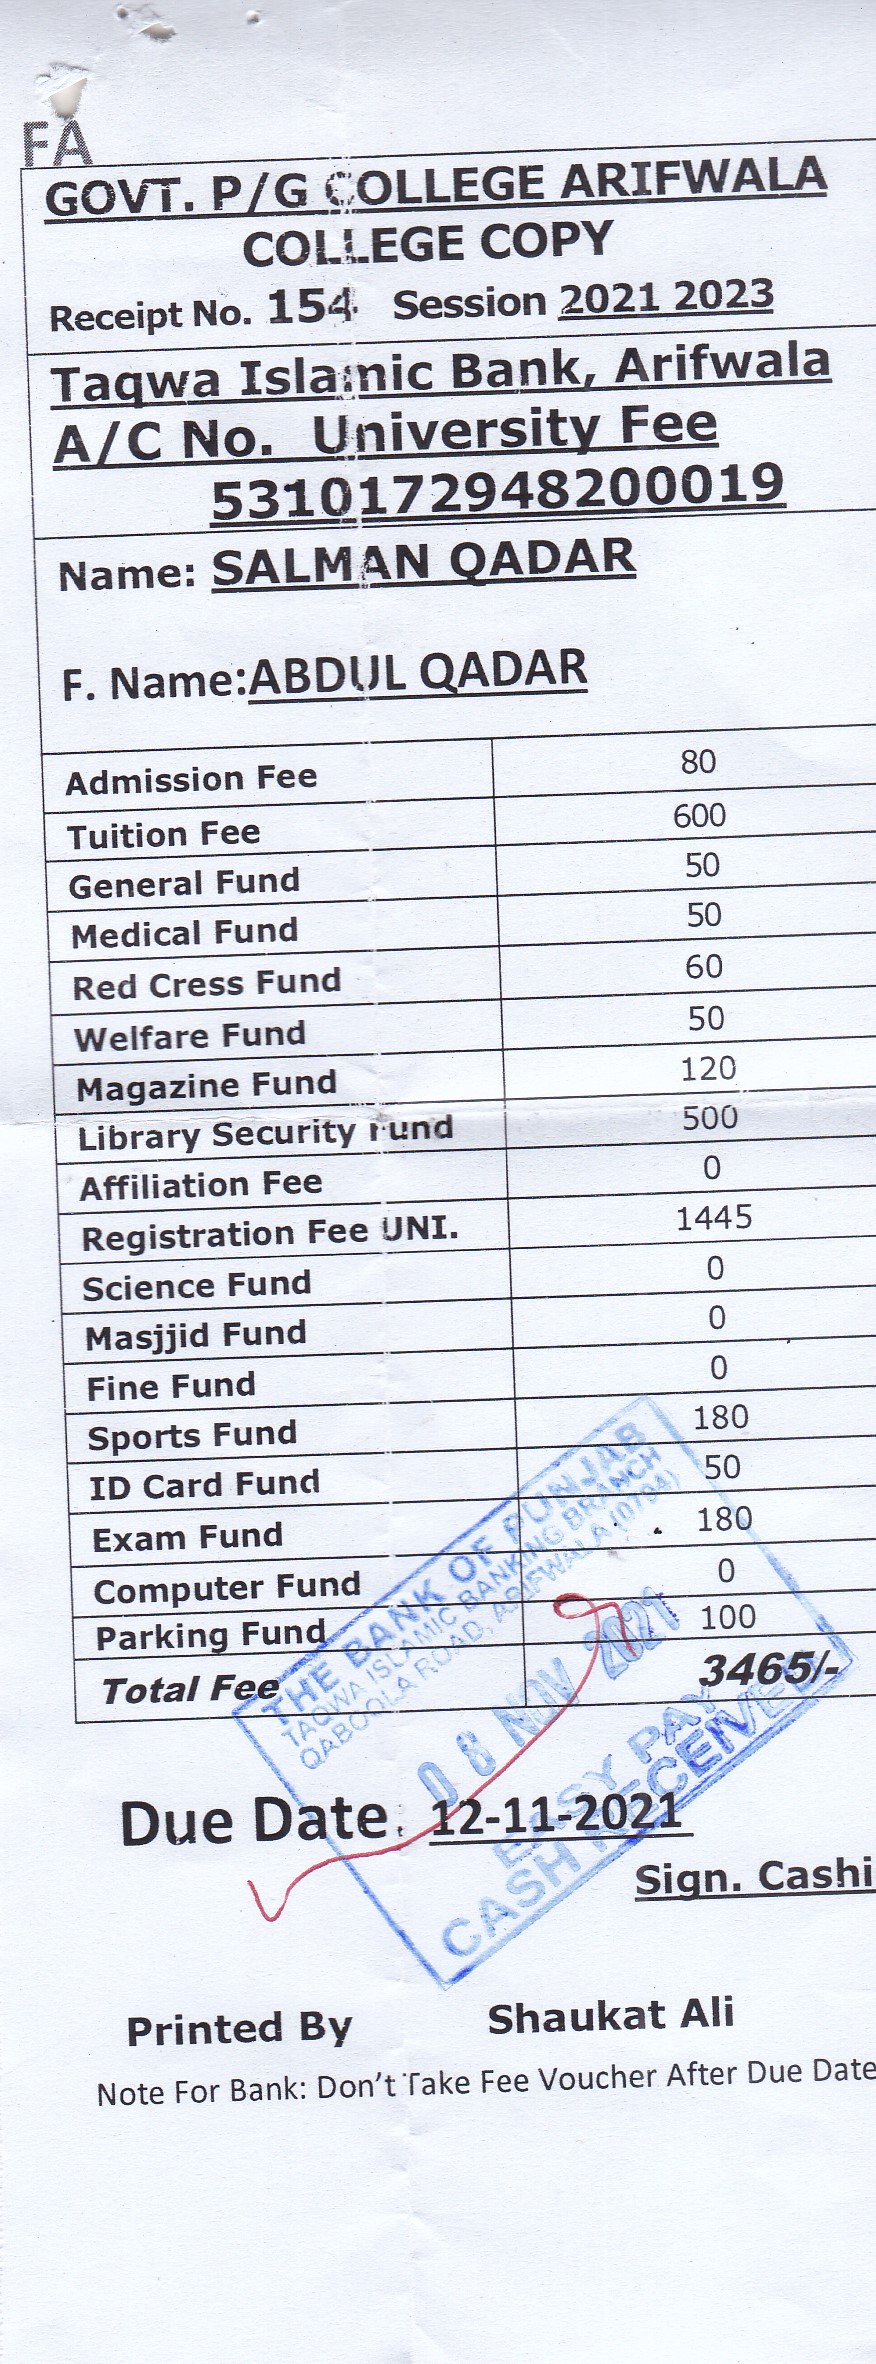 FA
GOVT. P/G COLLEGE ARIFWALA
COLLEGE COPY
Receipt No. 154 Session 2021 2023
Taqwa Islamic Bank, Arifwala
A/C No. University Fee
5310172948200019
Name: SALMAN QADAR
F. Name:ABDUL QADAR
Admission Fee 80
Tuition Fee 600
General Fund 50
Medical Fund 50
Red Cress Fund 60
Welfare Fund 50
Magazine Fund 120
Library Security Fund 500
Affiliation Fee 0
Registration Fee UNI. 1445
Science Fund 0
Masjjid Fund 0
Fine Fund 0
Sports Fund 180
ID Card Fund 50
Exam Fund 180
Computer Fund 0
Parking Fund 100
Total Fee 3465/-
THE BANK OF PUNJAB
TAQWA ISLAMIC BANKING BRANCH
QABOOLA ROAD, ARIFWALA (0704)
08 NOV 2021
EASY PAY
CASH RECEIVED
Due Date. 12-11-2021
Sign. Cashi
Printed By Shaukat Ali
Note For Bank: Don't Take Fee Voucher After Due Date